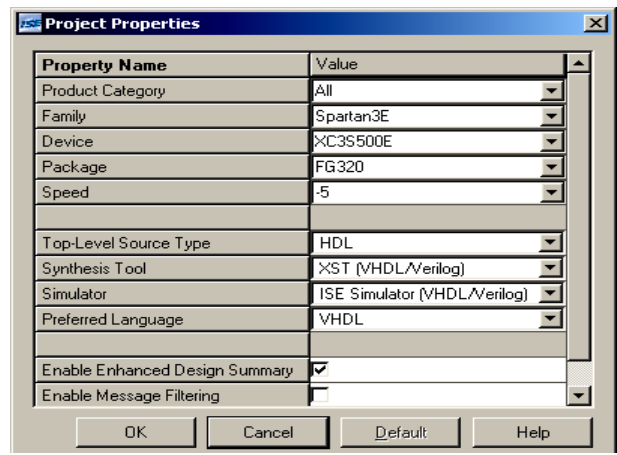 ISE Project Properties
Property Name Value
Product Category All
Family Spartan3E
Device XC3S500E
Package FG320
Speed -5
Top-Level Source Type HDL
Synthesis Tool XST (VHDL/Verilog)
Simulator ISE Simulator (VHDL/Verilog)
Preferred Language VHDL
Enable Enhanced Design Summary
Enable Message Filtering
OK Cancel Default Help